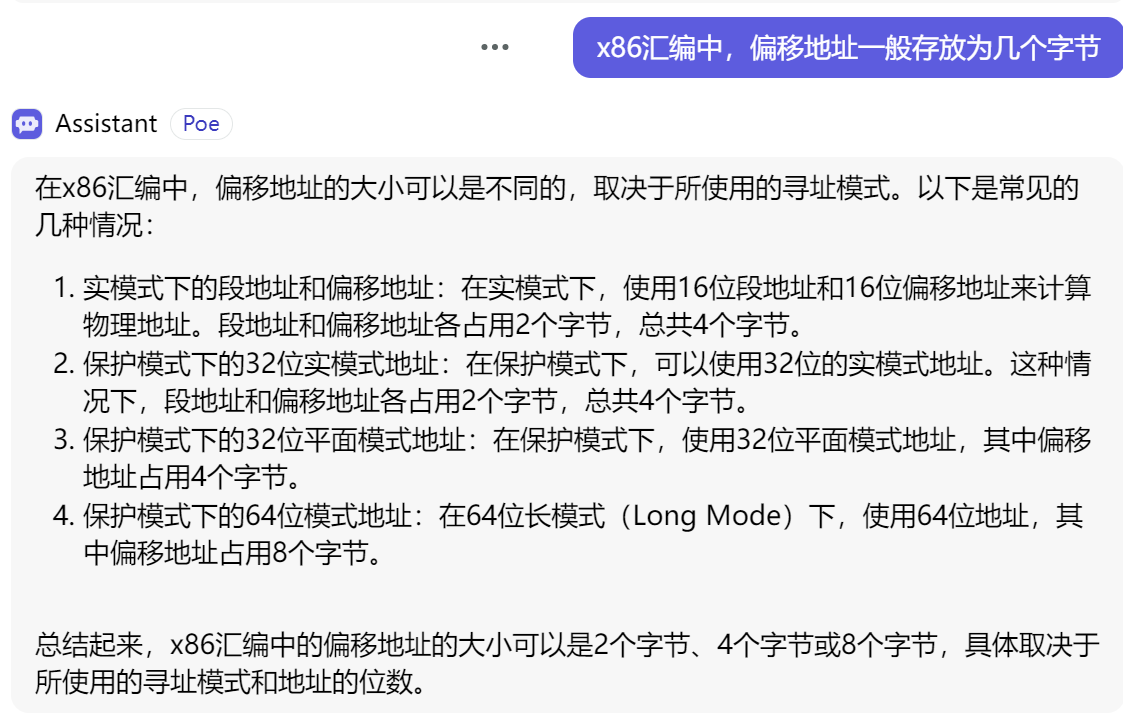 x86汇编中，偏移地址一般存放为几个字节
Assistant Poe
在x86汇编中，偏移地址的大小可以是不同的，取决于所使用的寻址模式。以下是常见的
几种情况：
1. 实模式下的段地址和偏移地址：在实模式下，使用16位段地址和16位偏移地址来计算
物理地址。段地址和偏移地址各占用2个字节，总共4个字节。
2. 保护模式下的32位实模式地址：在保护模式下，可以使用32位的实模式地址。这种情
况下，段地址和偏移地址各占用2个字节，总共4个字节。
3. 保护模式下的32位平面模式地址：在保护模式下，使用32位平面模式地址，其中偏移
地址占用4个字节。
4. 保护模式下的64位模式地址：在64位长模式（Long Mode）下，使用64位地址，其
中偏移地址占用8个字节。
总结起来，x86汇编中的偏移地址的大小可以是2个字节、4个字节或8个字节，具体取决于
所使用的寻址模式和地址的位数。